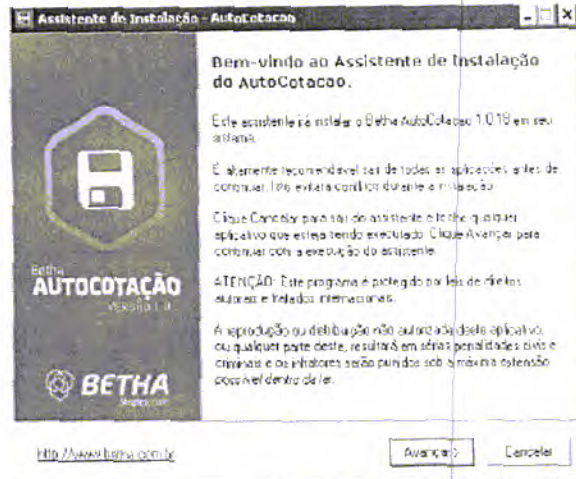 Assistente de Instalação - AutoCotacao
Bem-vindo ao Assistente de Instalação
do AutoCotacao.
Este assistente irá instalar o Betha AutoCotacao 1.0.18 em seu
sistema.
É altamente recomendavel sair de todas as aplicações antes de
continuar. Isto evitará conflitos durante a instalação.
Clique Cancelar para sair do assistente e feche qualquer
aplicativo que esteja sendo executado. Clique Avançar para
continuar com a execução do assistente.
ATENÇÃO: Este programa é protegido por leis de direitos
autorais e tratados internacionais.
A reprodução ou distribuição não autorizada deste aplicativo,
ou qualquer parte deste, resultará em sérias penalidades civis e
criminais e os infratores serão punidos sob a máxima extensão
possível dentro da lei.
Betha
AUTOCOTAÇÃO
VERSÃO 1.0
BETHA
http://www.betha.com.br
Avançar >
Cancelar